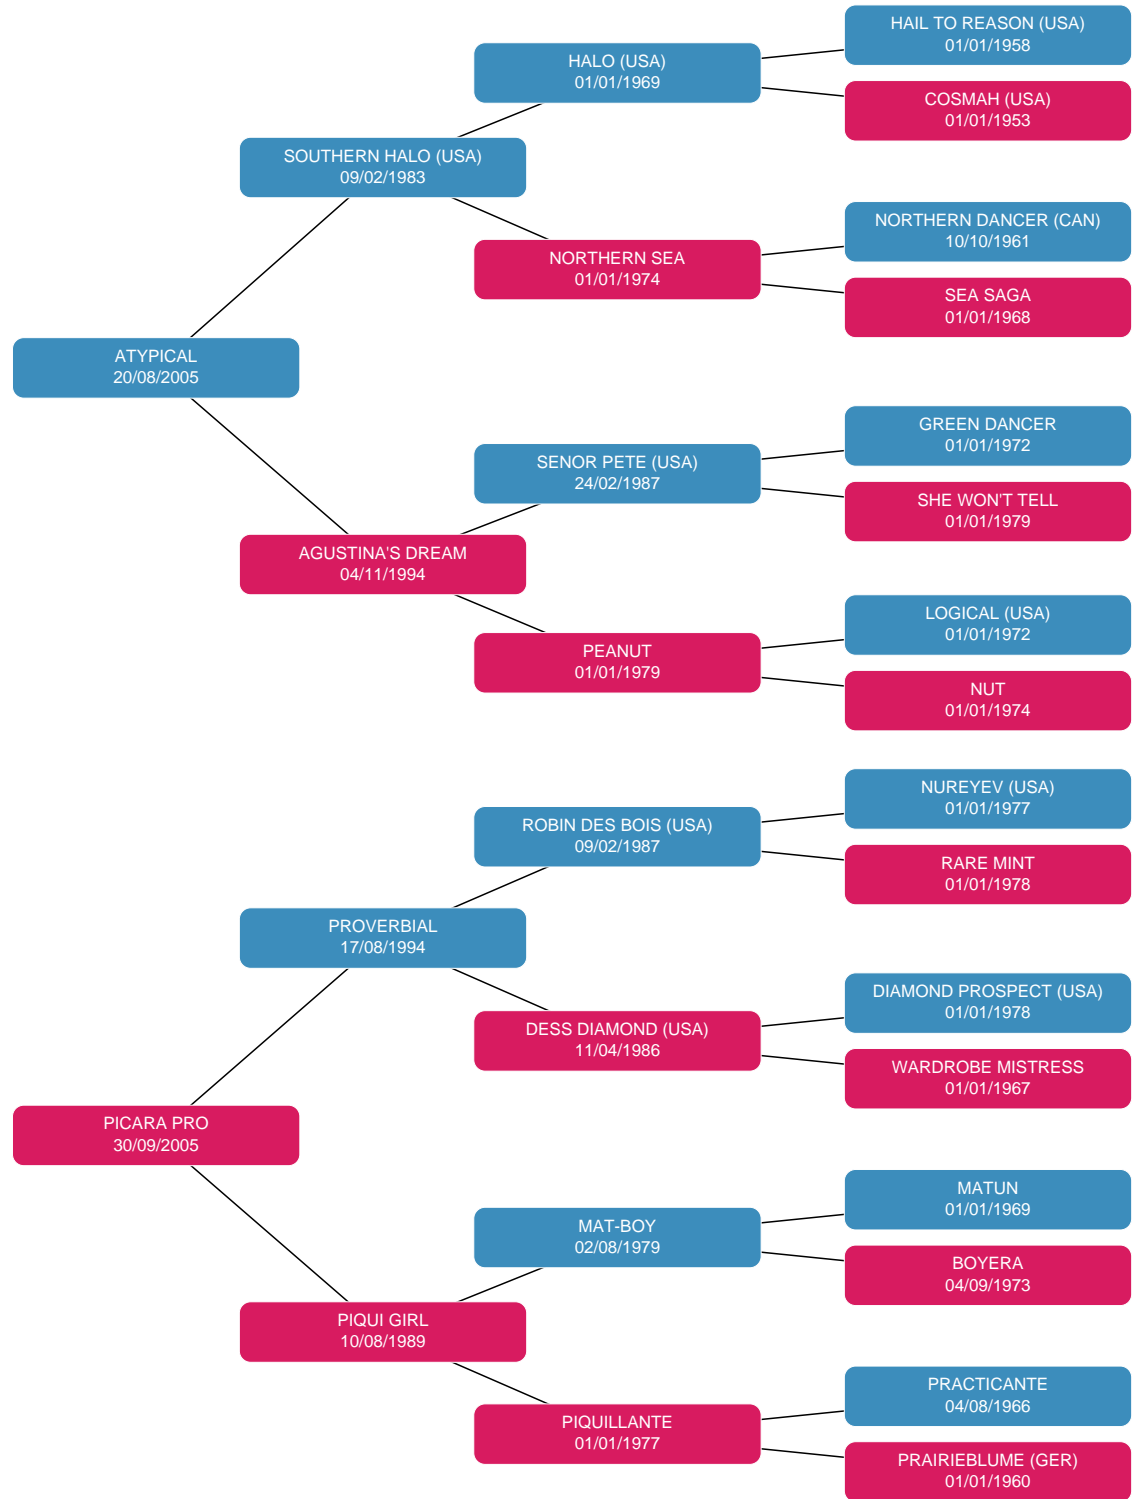 HAIL TO REASON (USA)
01/01/1958
HALO (USA)
01/01/1969
COSMAH (USA)
01/01/1953
SOUTHERN HALO (USA)
09/02/1983
NORTHERN DANCER (CAN)
10/10/1961
NORTHERN SEA
01/01/1974
SEA SAGA
01/01/1968
ATYPICAL
20/08/2005
GREEN DANCER
01/01/1972
SENOR PETE (USA)
24/02/1987
SHE WON'T TELL
01/01/1979
AGUSTINA'S DREAM
04/11/1994
LOGICAL (USA)
01/01/1972
PEANUT
01/01/1979
NUT
01/01/1974
NUREYEV (USA)
01/01/1977
ROBIN DES BOIS (USA)
09/02/1987
RARE MINT
01/01/1978
PROVERBIAL
17/08/1994
DIAMOND PROSPECT (USA)
01/01/1978
DESS DIAMOND (USA)
11/04/1986
WARDROBE MISTRESS
01/01/1967
PICARA PRO
30/09/2005
MATUN
01/01/1969
MAT-BOY
02/08/1979
BOYERA
04/09/1973
PIQUI GIRL
10/08/1989
PRACTICANTE
04/08/1966
PIQUILLANTE
01/01/1977
PRAIRIEBLUME (GER)
01/01/1960